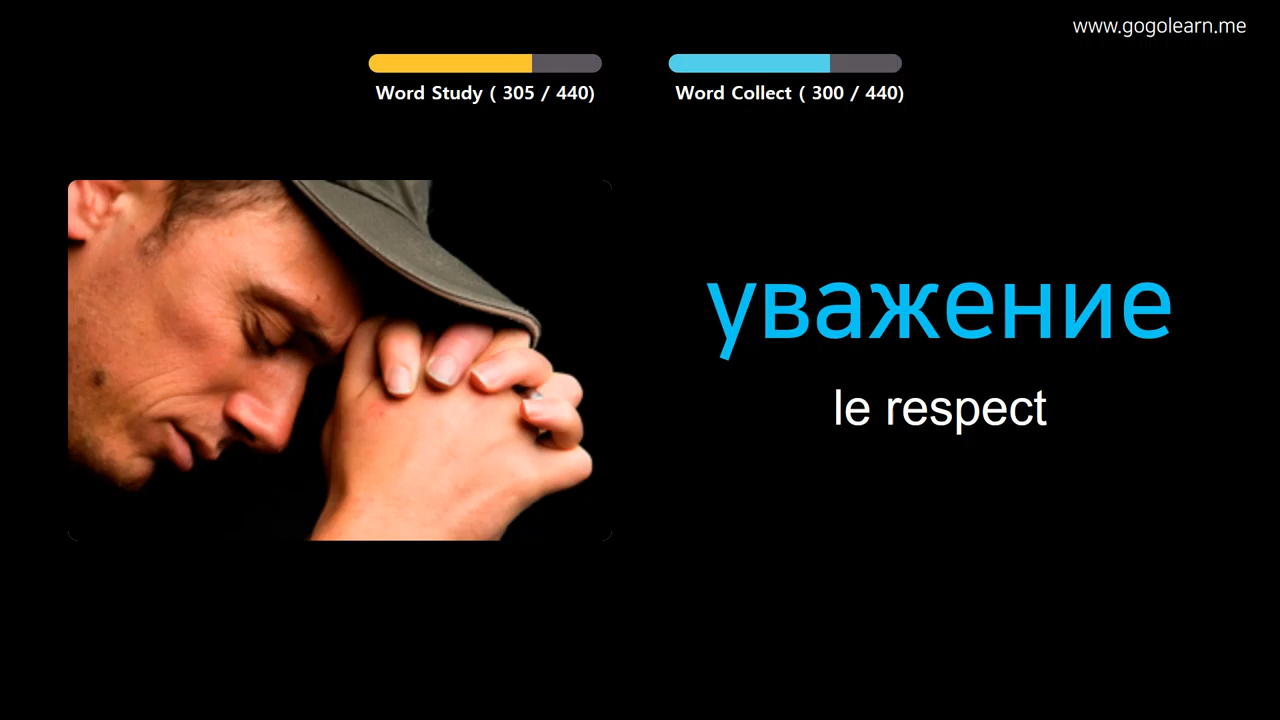 www.gogolearn.me
Word Study ( 305 / 440)
Word Collect ( 300 / 440)
уважение
le respect